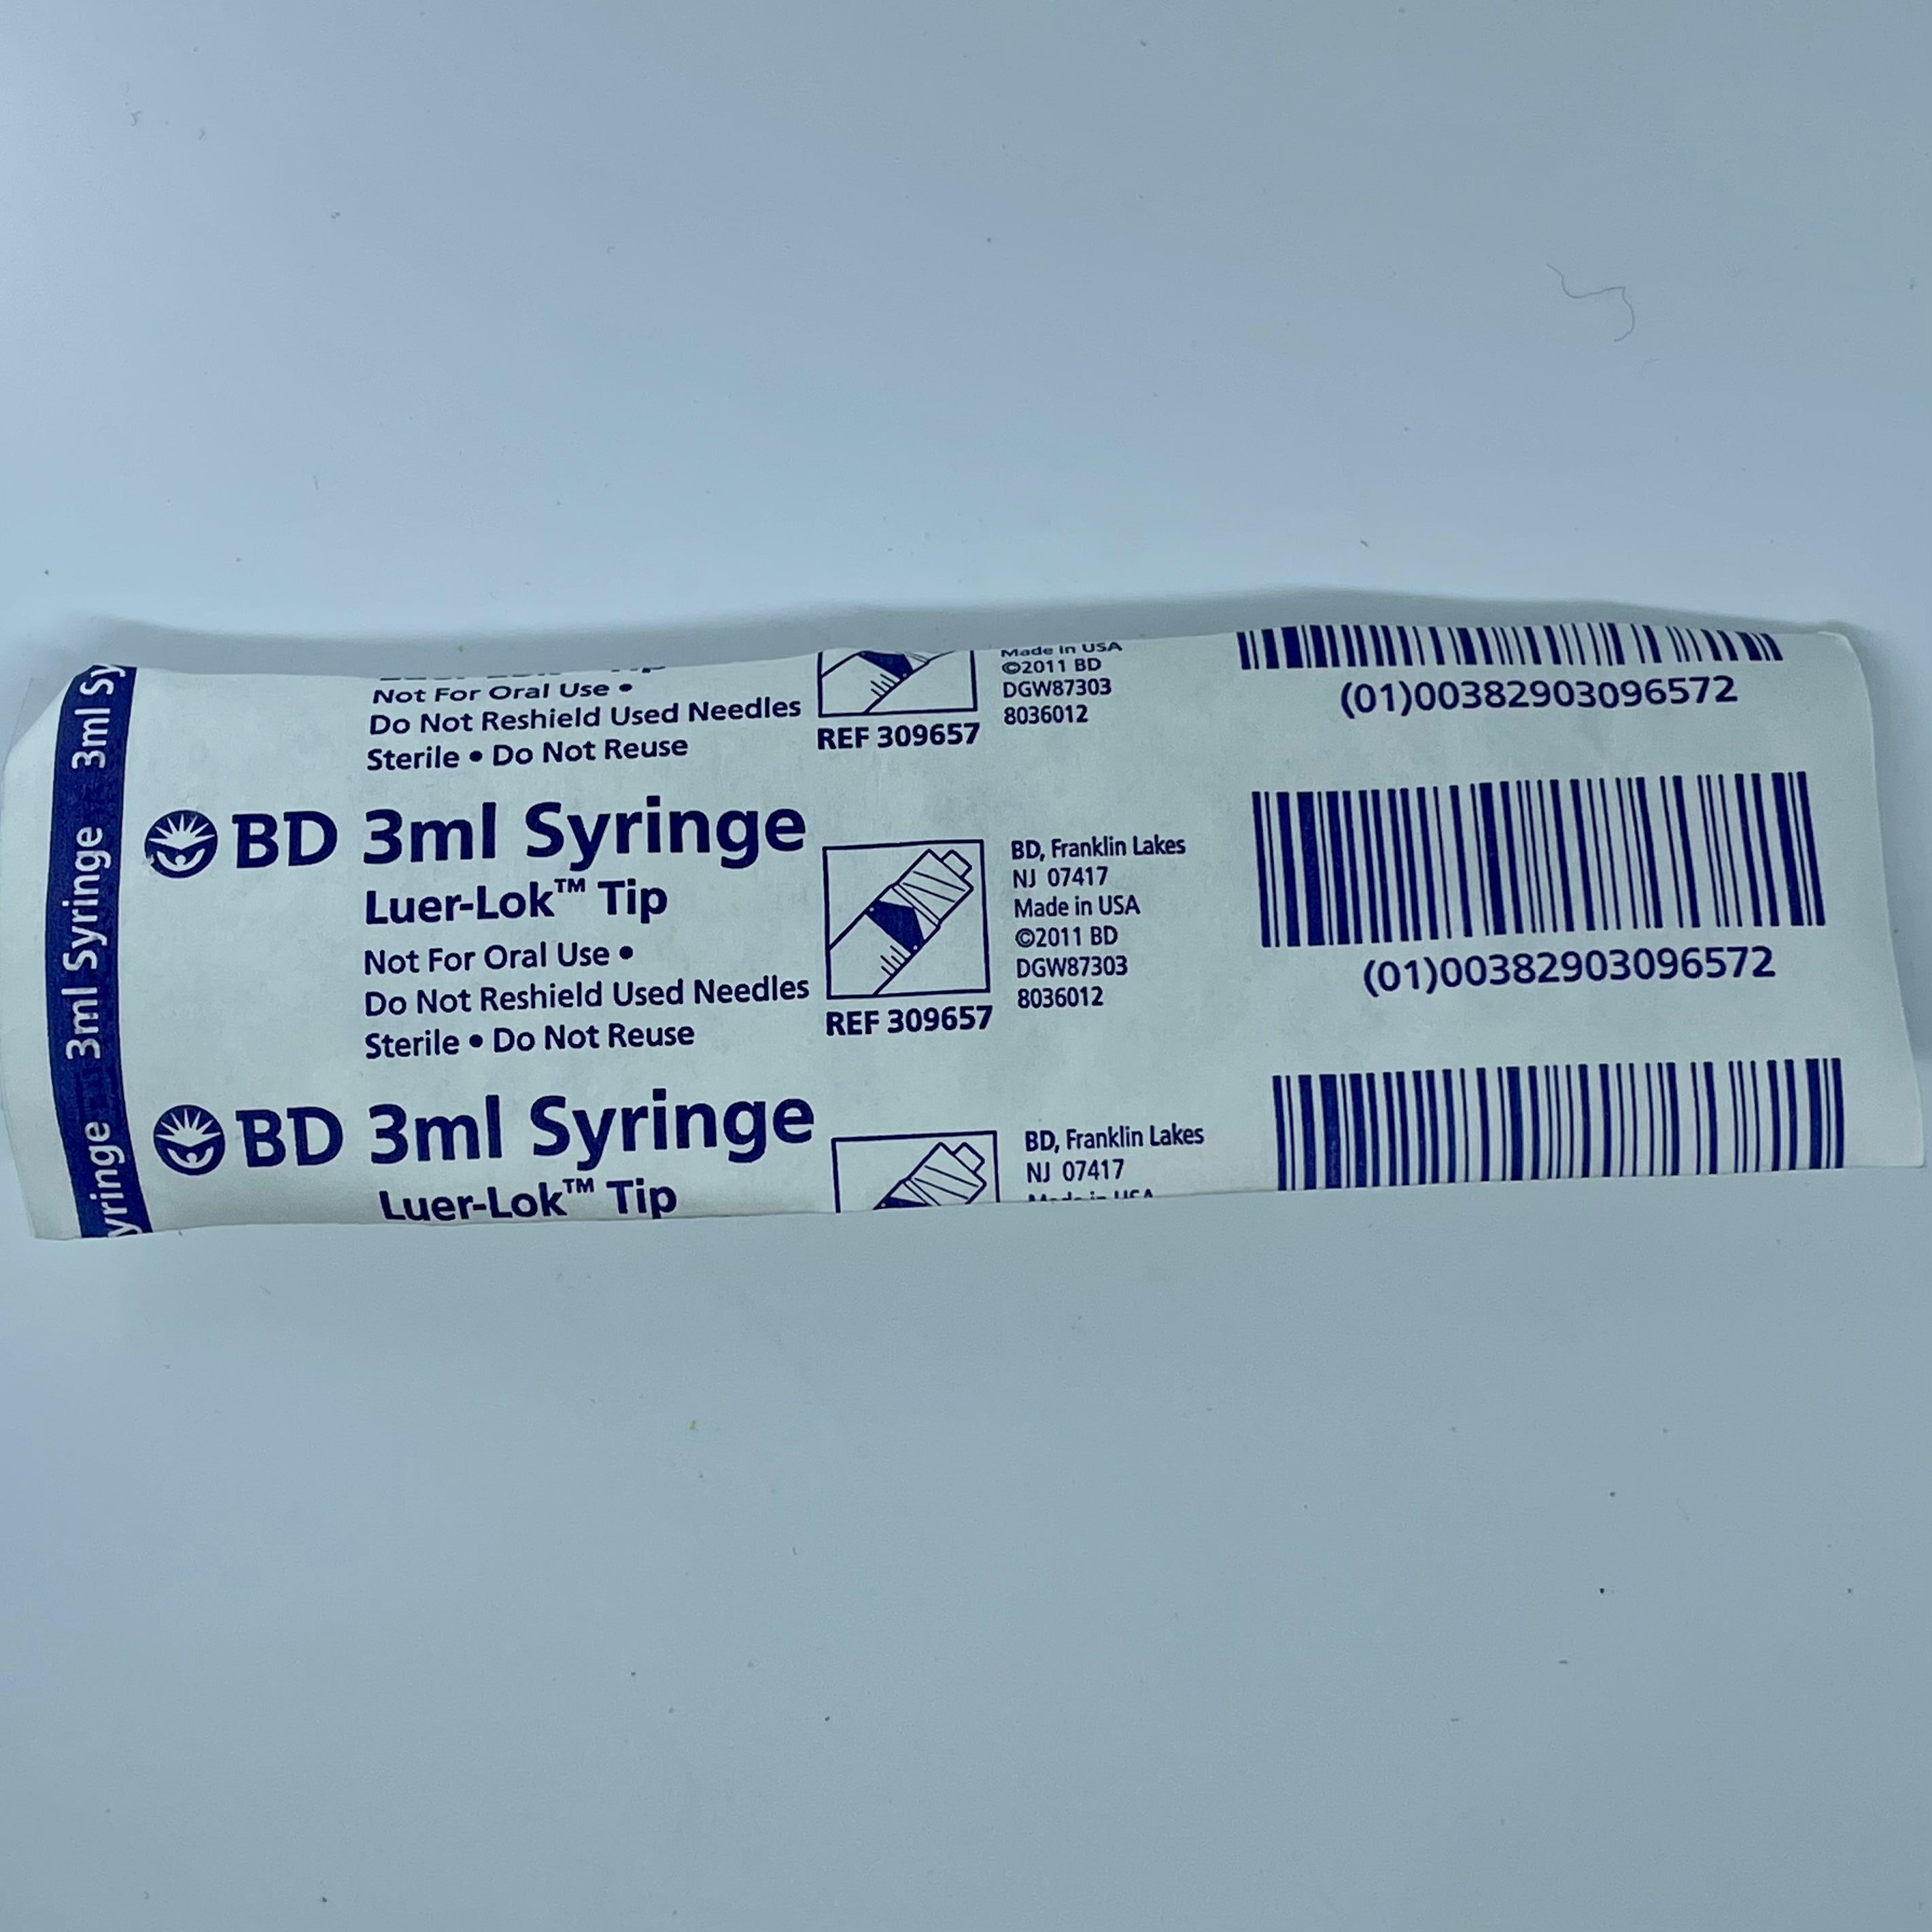 3ml Sy
3ml Syringe
yringe
Made in USA
©2011 BD
DGW87303
8036012
Not For Oral Use •
Do Not Reshield Used Needles
Sterile • Do Not Reuse
REF 309657
(01)00382903096572
BD 3ml Syringe
Luer-Lok™ Tip
Not For Oral Use •
Do Not Reshield Used Needles
Sterile • Do Not Reuse
REF 309657
BD, Franklin Lakes
NJ 07417
Made in USA
©2011 BD
DGW87303
8036012
(01)00382903096572
BD 3ml Syringe
Luer-Lok™ Tip
BD, Franklin Lakes
NJ 07417
Made in USA